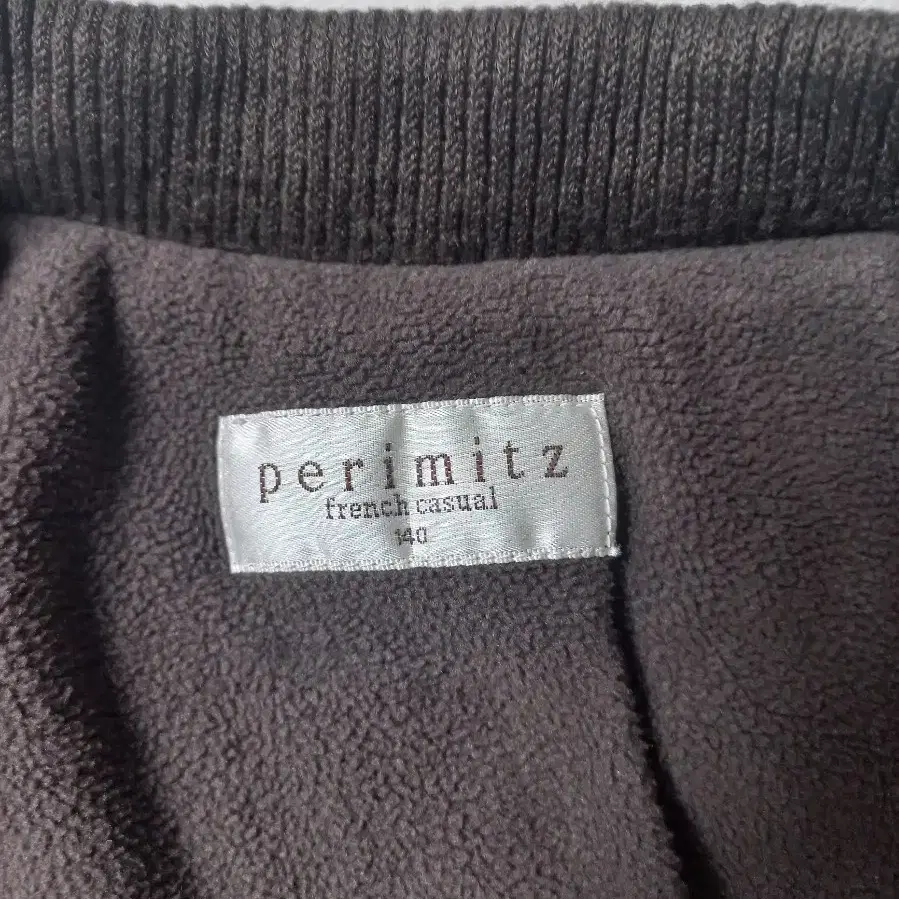 perimitz
french casual
140